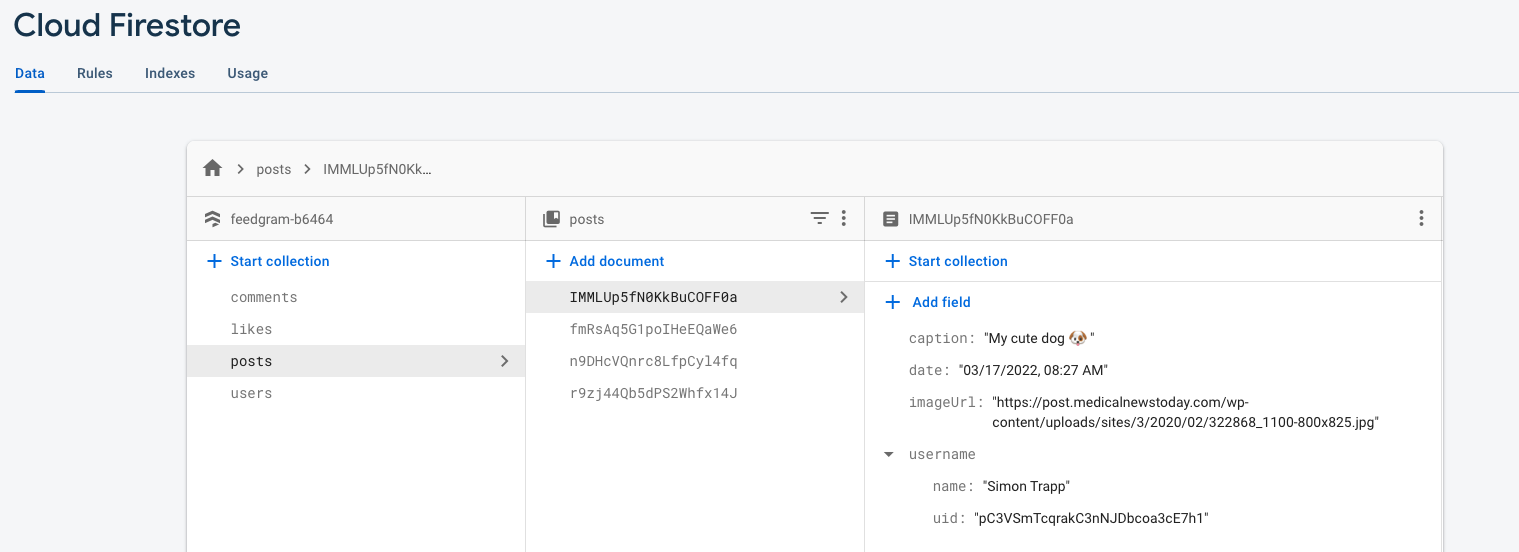 Cloud Firestore
Data Rules Indexes Usage
posts IMMLUp5fN0Kk...
feedgram-b6464
posts
IMMLUp5fN0KkBuCOFF0a
Start collection
comments
likes
posts
users
Add document
IMMLUp5fN0KkBuCOFF0a
fmRsAq5G1poIHeEQaWe6
n9DHcVQnrc8LfpCyl4fq
r9zj44Qb5dPS2Whfx14J
Start collection
Add field
caption: "My cute dog 🐶 "
date: "03/17/2022, 08:27 AM"
imageUrl: "https://post.medicalnewstoday.com/wp-
content/uploads/sites/3/2020/02/322868_1100-800x825.jpg"
username
name: "Simon Trapp"
uid: "pC3VSmTcqrakC3nNJDbcoa3cE7h1"